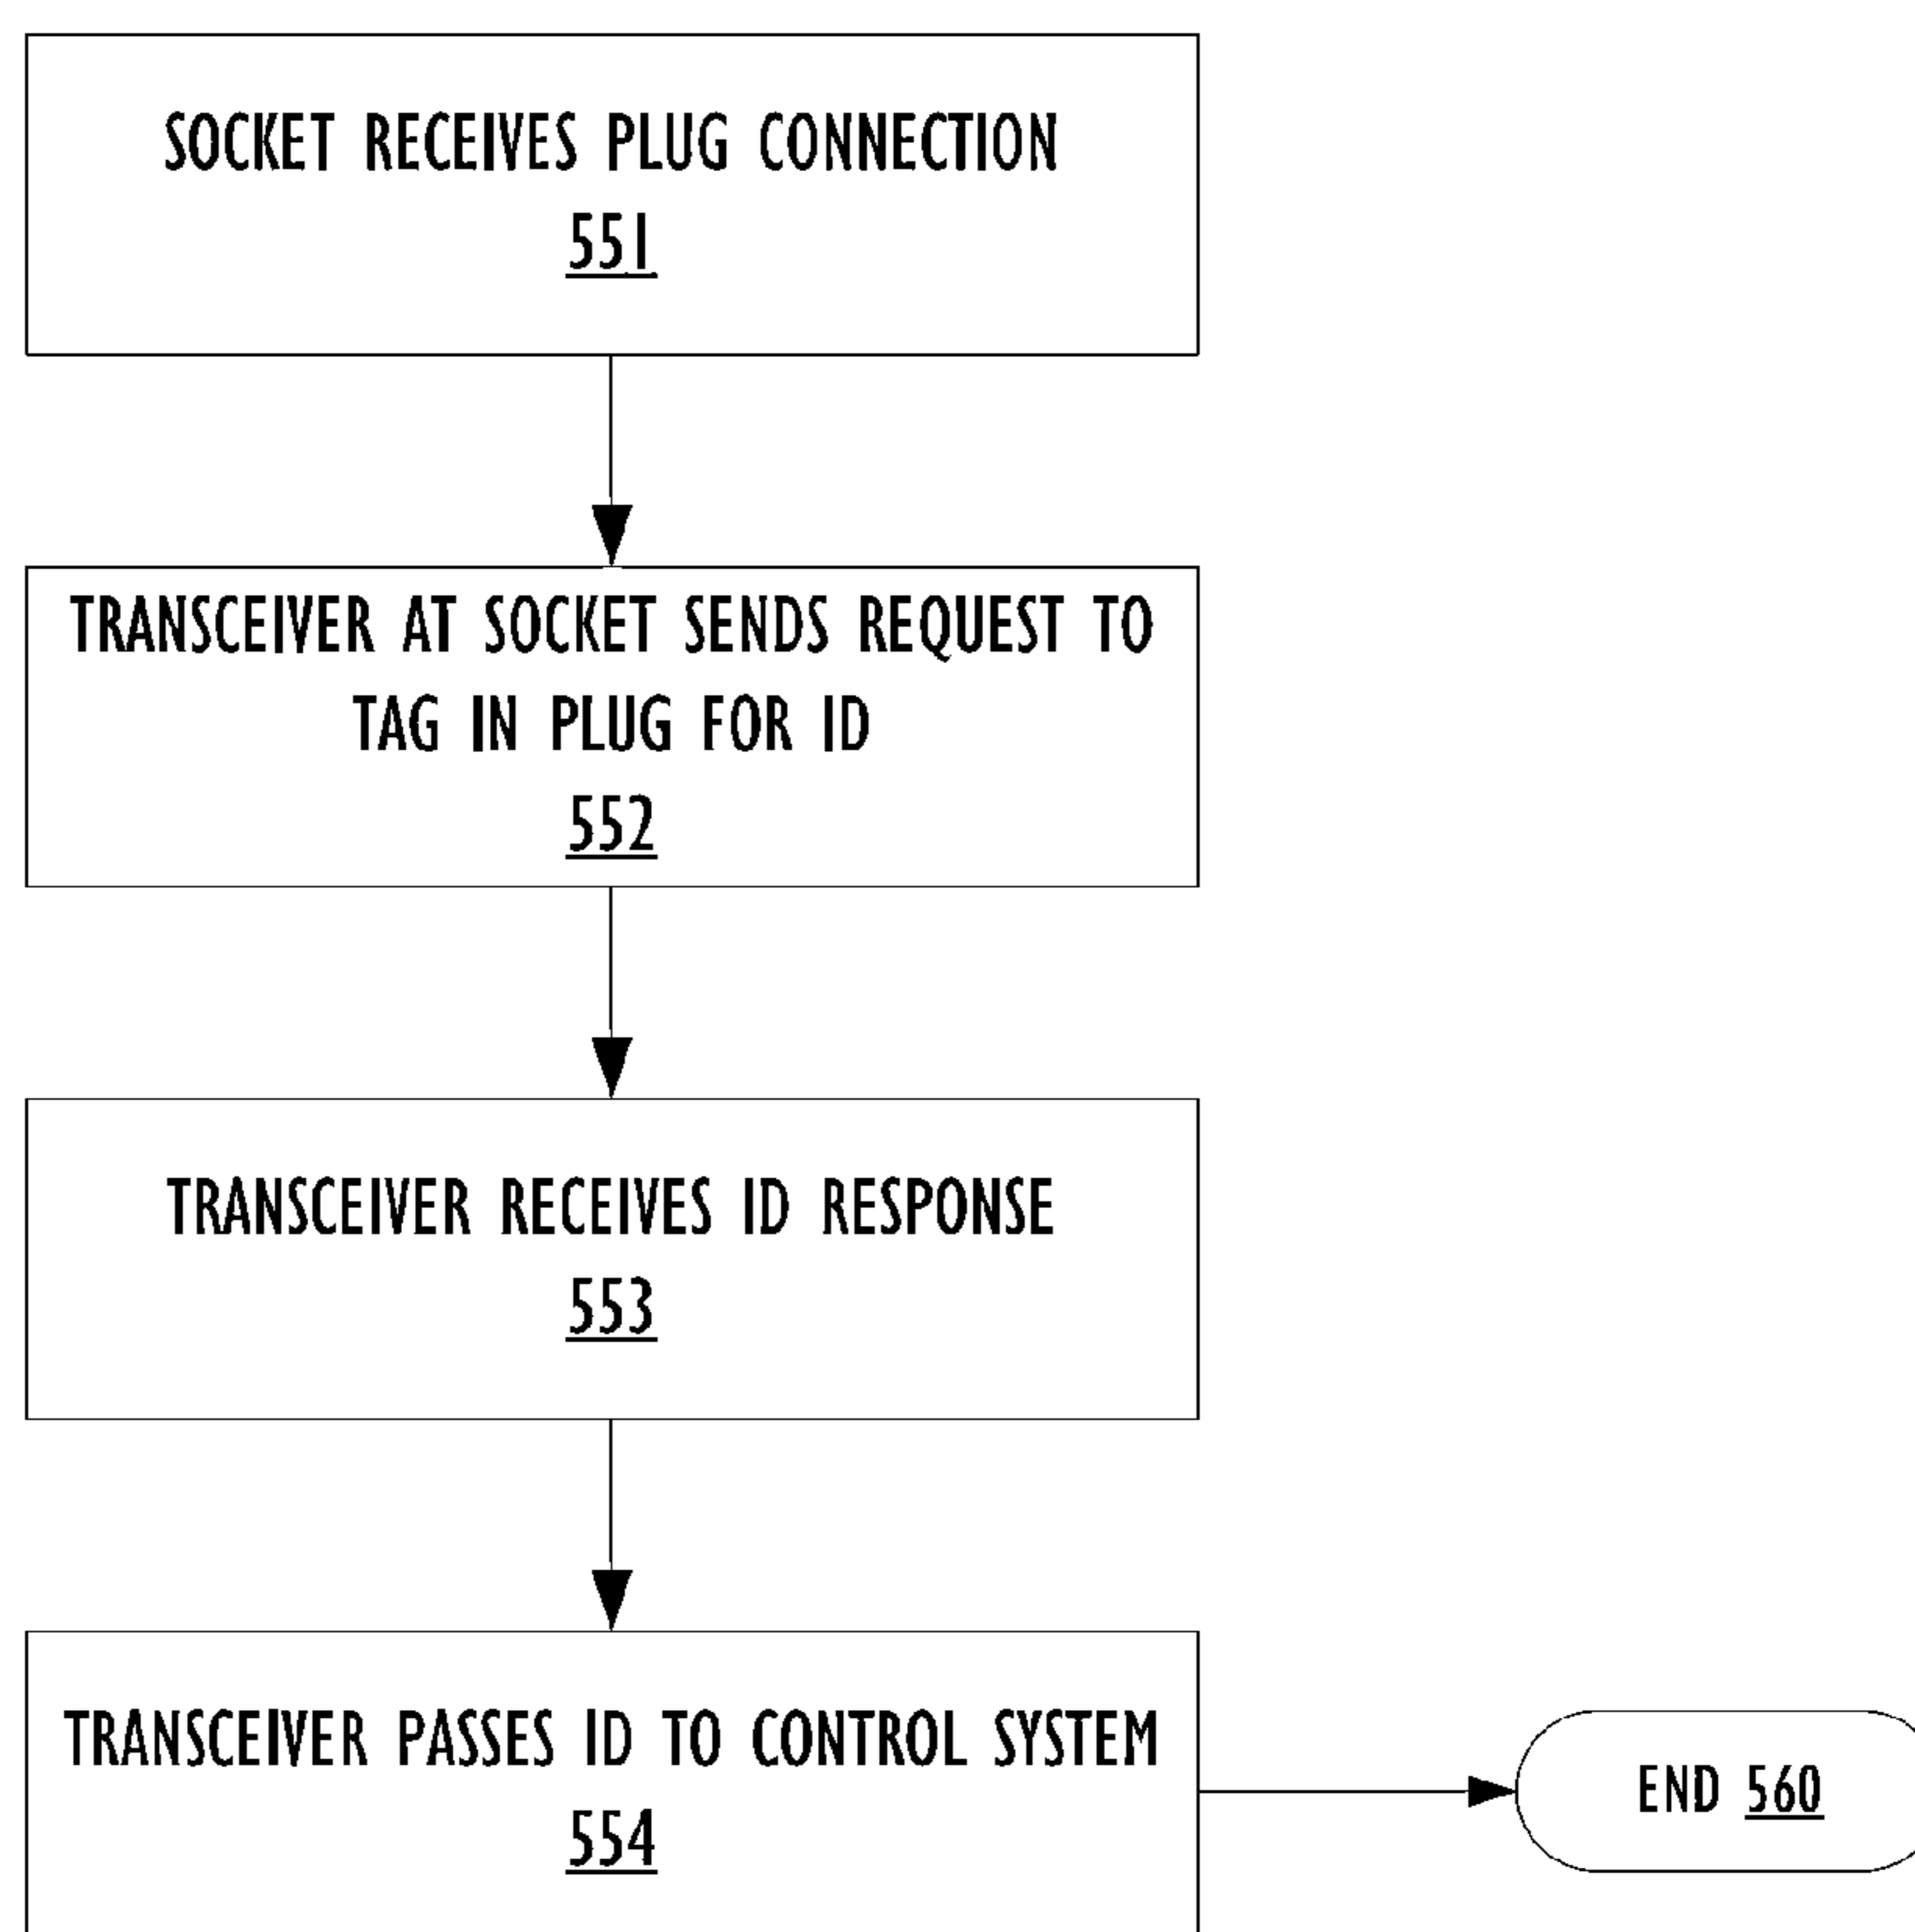 SOCKET RECEIVES PLUG CONNECTION
551
TRANSCEIVER AT SOCKET SENDS REQUEST TO
TAG IN PLUG FOR ID
552
TRANSCEIVER RECEIVES ID RESPONSE
553
TRANSCEIVER PASSES ID TO CONTROL SYSTEM
554
END 560